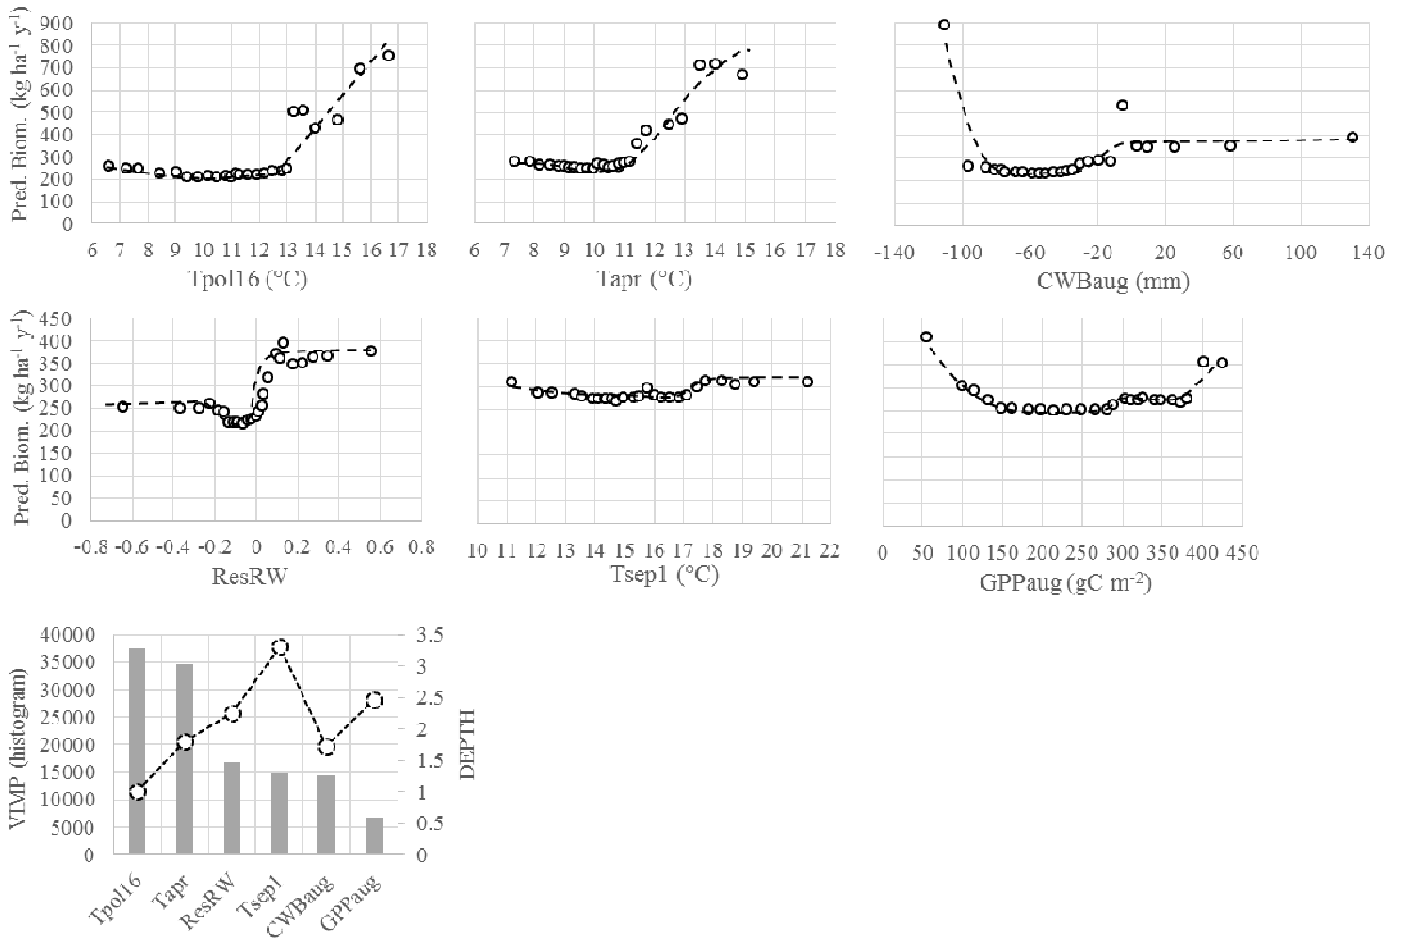 Pred. Biom. (kg ha⁻¹ y⁻¹)
900
800
700
600
500
400
300
200
100
0
6 7 8 9 10 11 12 13 14 15 16 17 18
Tpol16 (°C)
6 7 8 9 10 11 12 13 14 15 16 17 18
Tapr (°C)
-140 -100 -60 -20 20 60 100 140
CWBaug (mm)
Pred. Biom. (kg ha⁻¹ y⁻¹)
450
400
350
300
250
200
150
100
50
0
-0.8 -0.6 -0.4 -0.2 0 0.2 0.4 0.6 0.8
ResRW
10 11 12 13 14 15 16 17 18 19 20 21 22
Tsep1 (°C)
0 50 100 150 200 250 300 350 400 450
GPPaug (gC m⁻²)
VIMP (histogram)
40000
35000
30000
25000
20000
15000
10000
5000
0
3.5
3
2.5
2
1.5
1
0.5
0
DEPTH
Tpol16
Tapr
ResRW
Tsep1
CWBaug
GPPaug